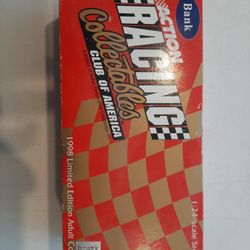 Bank
ACTION
RACING
Collectables
CLUB OF AMERICA
1:24-scale
1998 Limited Edition Adult